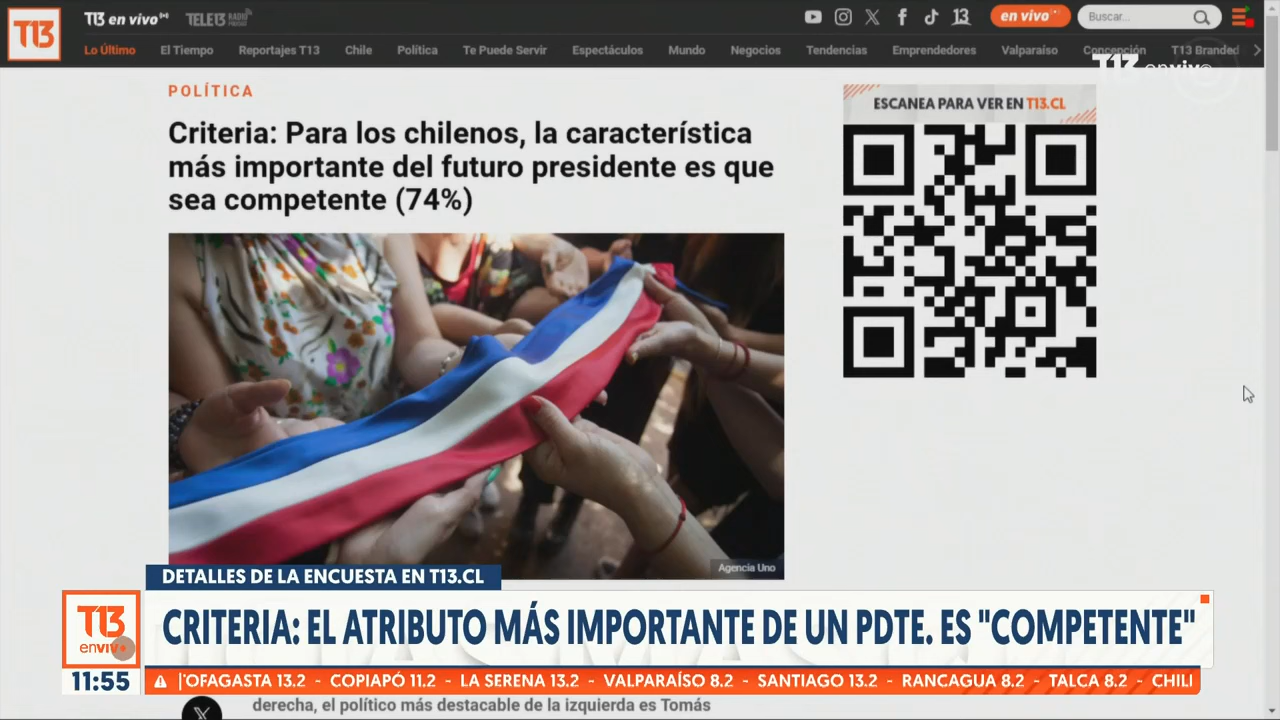 T13
T13 en vivo
TELE13 RADIO
13
en vivo
Buscar...
Lo Último El Tiempo Reportajes T13 Chile Política Te Puede Servir Espectáculos Mundo Negocios Tendencias Emprendedores Valparaíso Concepción T13 Branded
T13 en vivo
POLÍTICA
Criteria: Para los chilenos, la característica
más importante del futuro presidente es que
sea competente (74%)
ESCANEA PARA VER EN T13.CL
Agencia Uno
DETALLES DE LA ENCUESTA EN T13.CL
T13
en vivo
CRITERIA: EL ATRIBUTO MÁS IMPORTANTE DE UN PDTE. ES "COMPETENTE"
11:55
OFAGASTA 13.2 - COPIAPÓ 11.2 - LA SERENA 13.2 - VALPARAÍSO 8.2 - SANTIAGO 13.2 - RANCAGUA 8.2 - TALCA 8.2 - CHILL
derecha, el político más destacable de la izquierda es Tomás